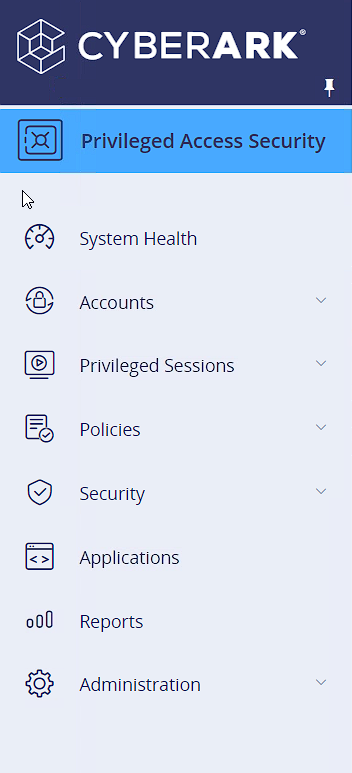 CYBERARK®
Privileged Access Security
System Health
Accounts
Privileged Sessions
Policies
Security
Applications
Reports
Administration